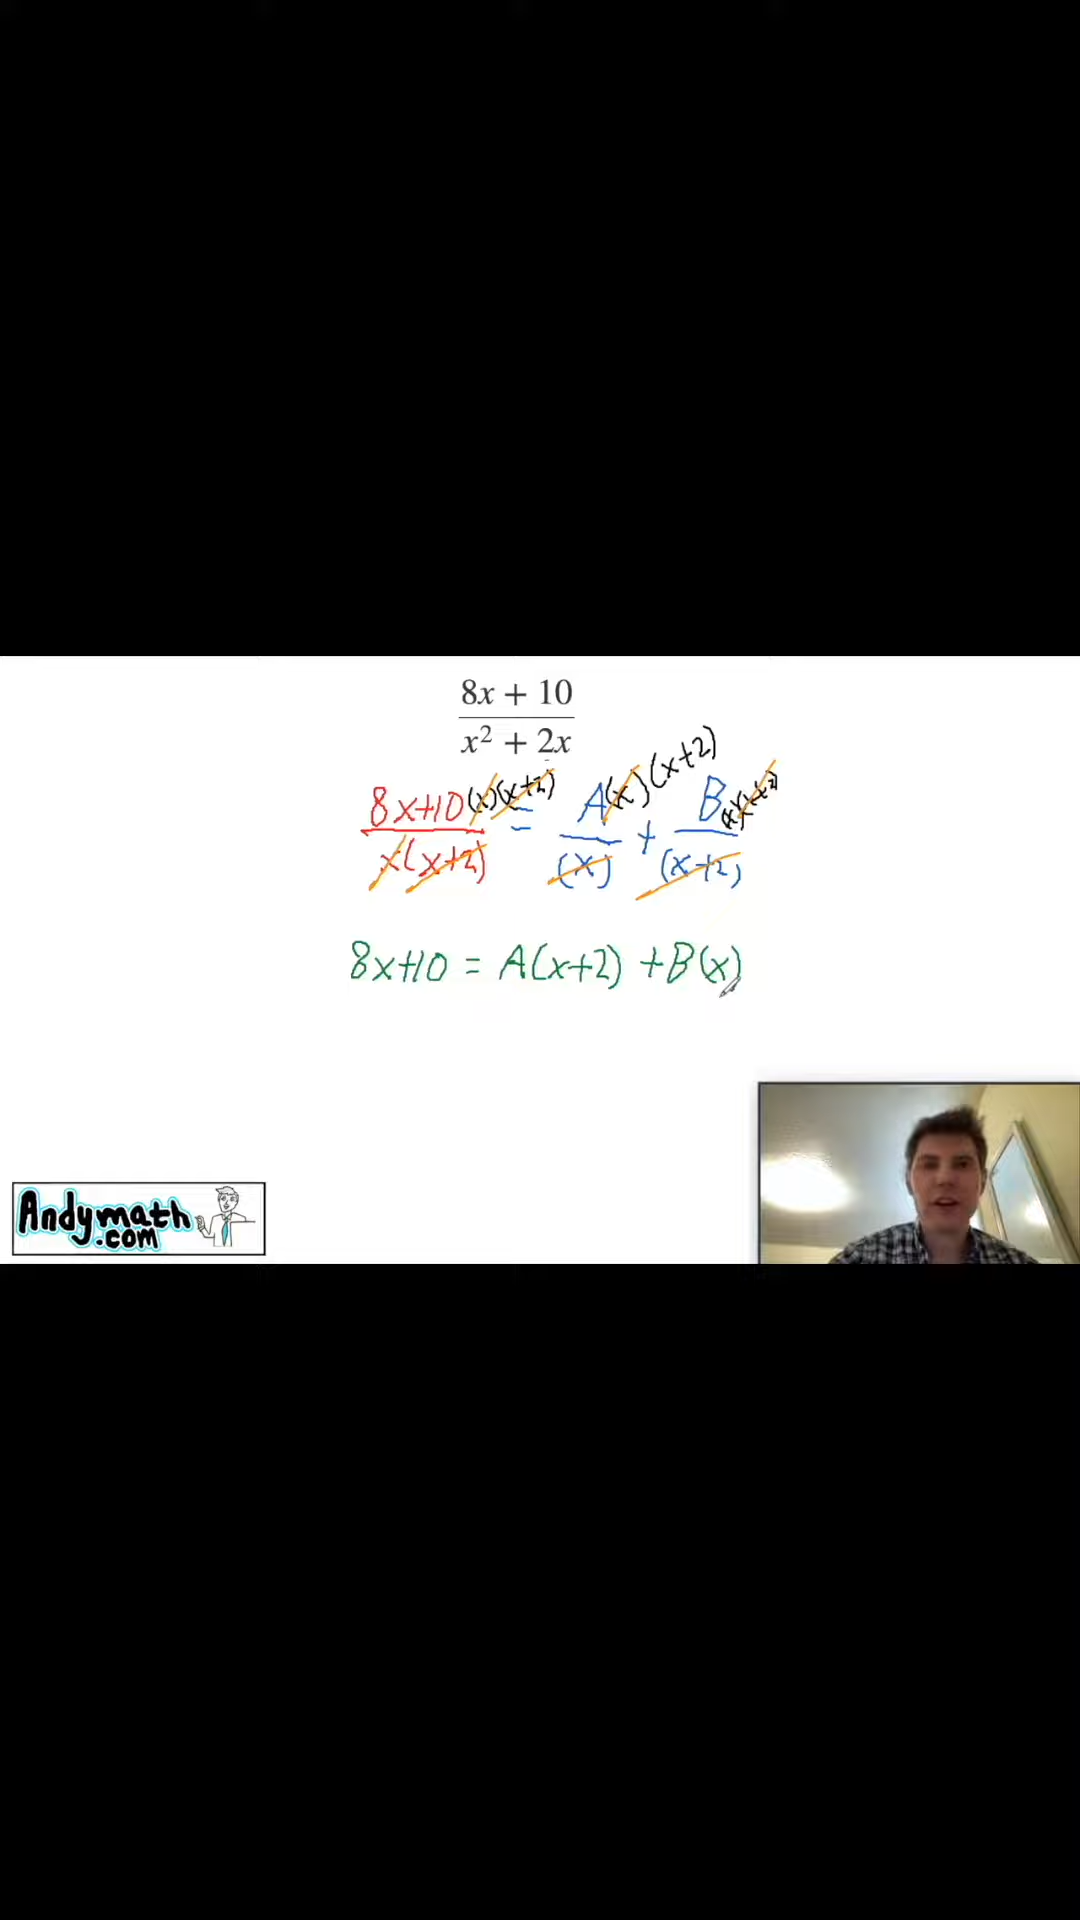 8x + 10
x² + 2x
8x+10(x)(x+2) = A(x)(x+2) + B(x)(x+2)
x(x+2) (x) (x+2)
8x+10 = A(x+2) +B(x)
Andymath
.com